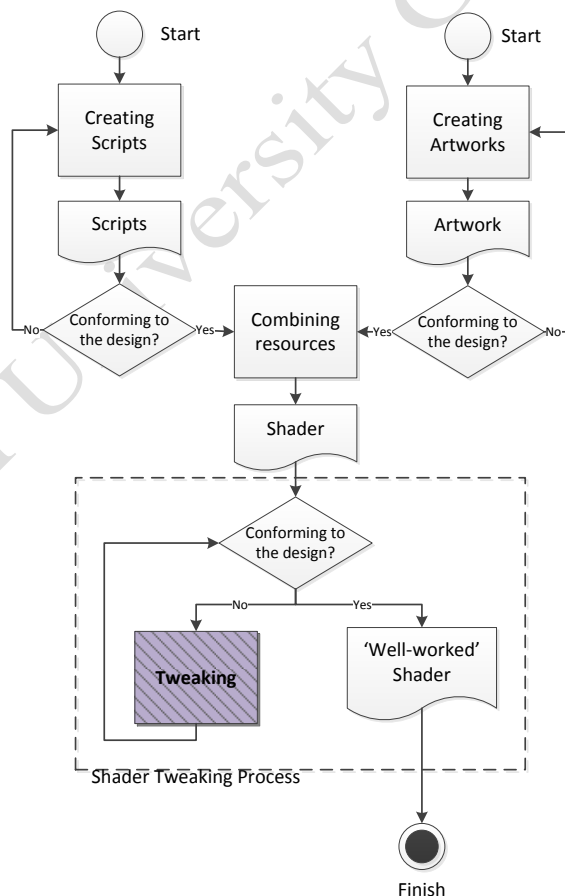 Start
Start
Creating
Scripts
Creating
Artworks
Scripts
Artwork
Conforming to
the design?
No
Yes
Combining
resources
Yes
Conforming to
the design?
No
Shader
Conforming to
the design?
No
Yes
Tweaking
‘Well-worked’
Shader
Shader Tweaking Process
Finish